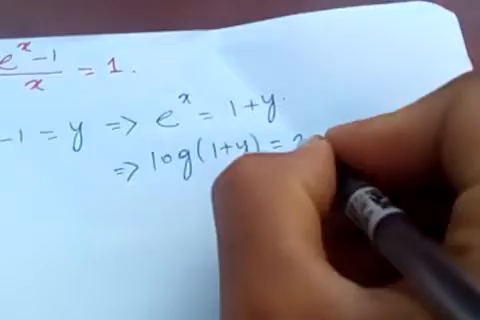 e^x - 1 / x = 1.
- 1 = y => e^x = 1 + y.
=> log(1+y) =